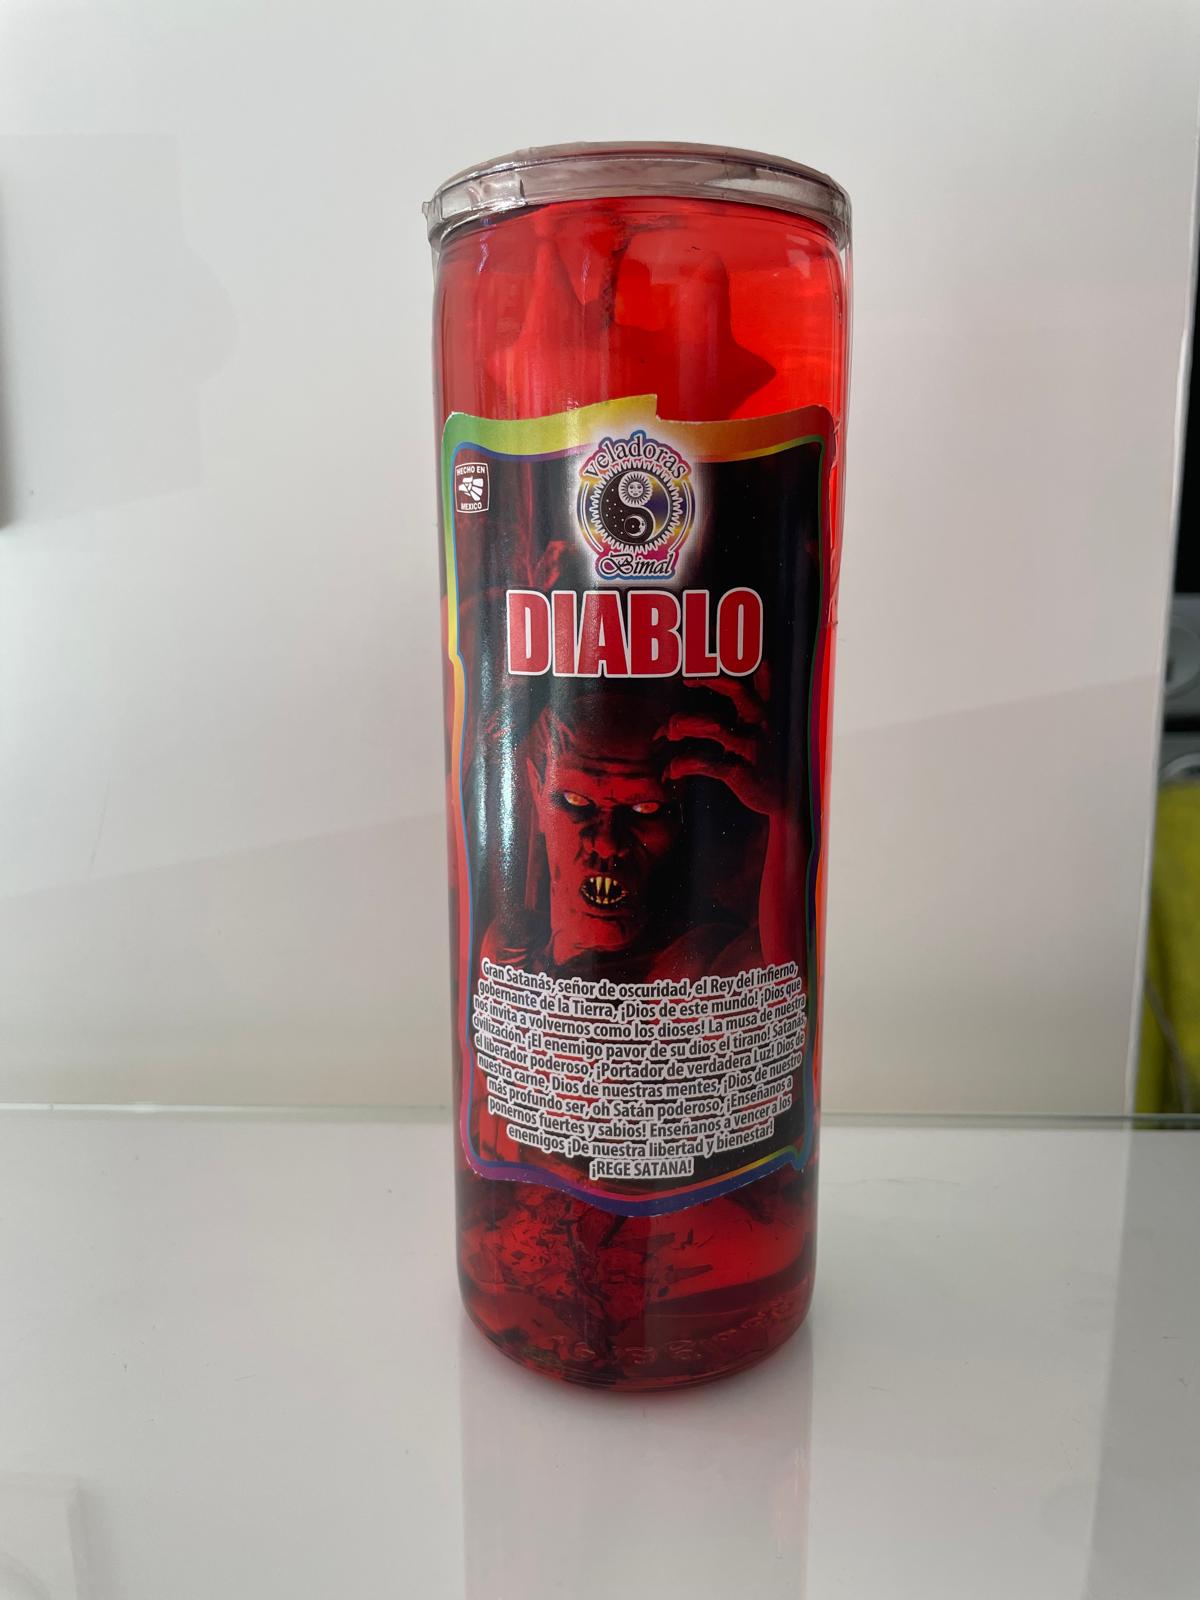 HECHO EN
MEXICO
Veladoras
Bimal
DIABLO
Gran Satanás, señor de oscuridad, el Rey del infierno,
gobernante de la Tierra, ¡Dios de este mundo! ¡Dios que
nos invita a volvernos como los dioses! La musa de nuestra
civilización. ¡El enemigo pavor de su dios el tirano! Satanás,
el liberador poderoso, ¡Portador de verdadera Luz! Dios de
nuestra carne, Dios de nuestras mentes, ¡Dios de nuestro
más profundo ser, oh Satán poderoso, ¡Enseñanos a
ponernos fuertes y sabios! Enseñanos a vencer a los
enemigos ¡De nuestra libertad y bienestar!
¡REGE SATANA!